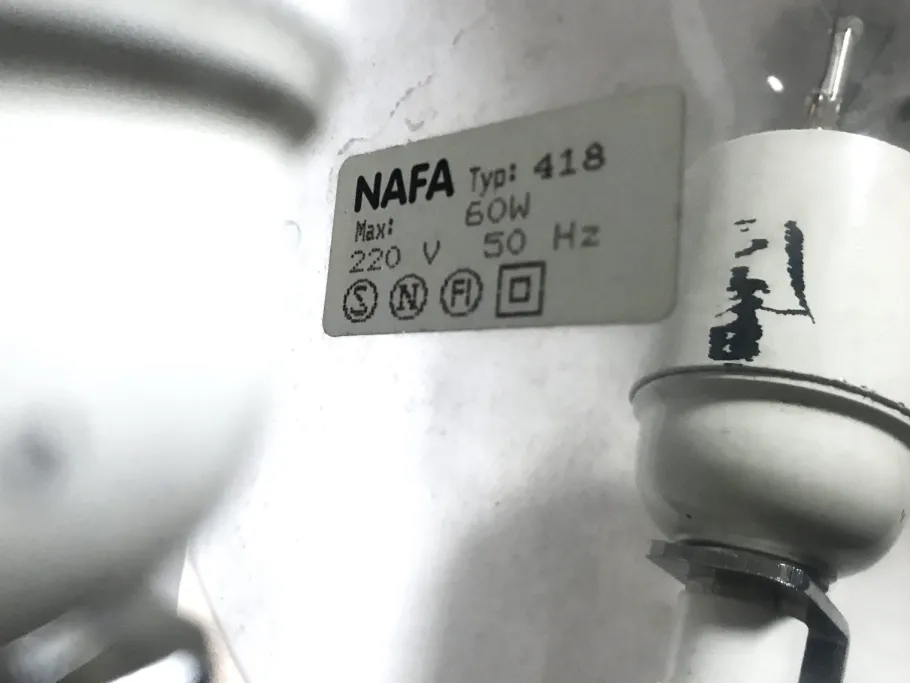 NAFA Typ: 418
Max: 60W
220 V 50 Hz
S N FI